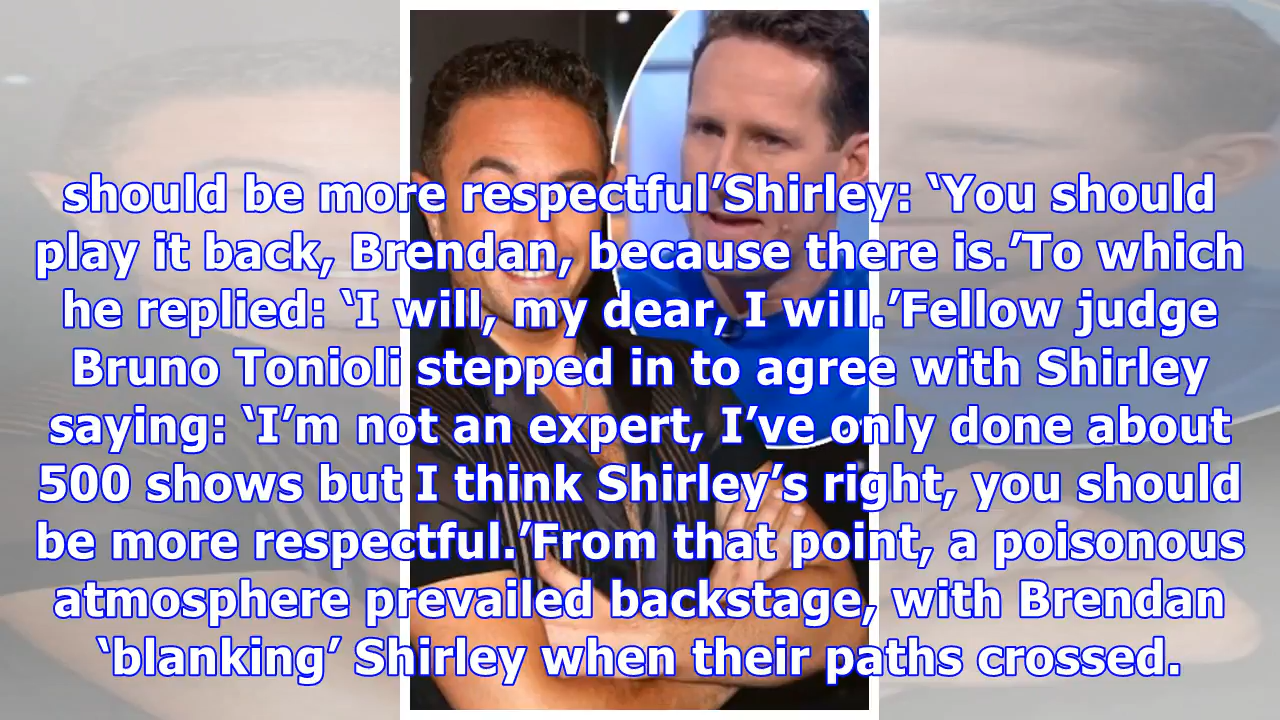 should be more respectful’Shirley: ‘You should
play it back, Brendan, because there is.’To which
he replied: ‘I will, my dear, I will.’Fellow judge
Bruno Tonioli stepped in to agree with Shirley
saying: ‘I’m not an expert, I’ve only done about
500 shows but I think Shirley’s right, you should
be more respectful.’From that point, a poisonous
atmosphere prevailed backstage, with Brendan
‘blanking’ Shirley when their paths crossed.